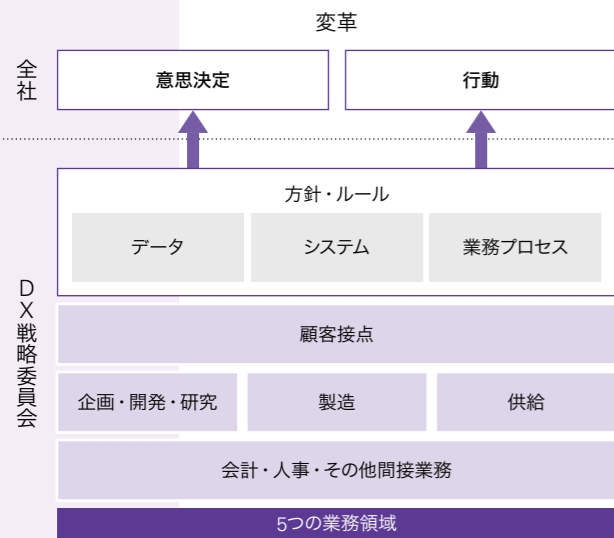 変革
全社
意思決定
行動
方針・ルール
データ
システム
業務プロセス
DX戦略委員会
顧客接点
企画・開発・研究
製造
供給
会計・人事・その他間接業務
5つの業務領域